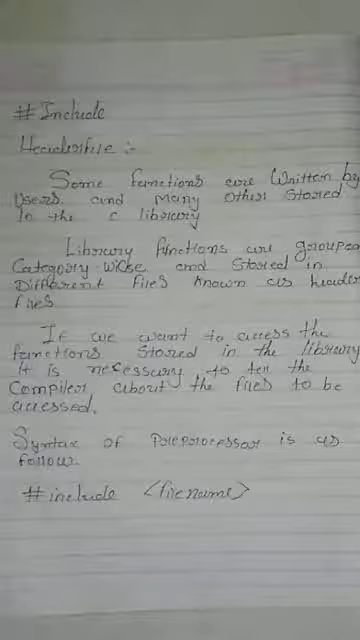 # Include
Headerfile :-
Some functions are Written by
Users and many other Stored
In the C library
Library functions are grouped
Category wise and Stored in
Different files known as header
files
If we want to access the
functions Stored in the library
it is necessary to tell the
Compiler about the files to be
accessed.
Syntax of Preprocessor is as
follow.
#include <filename>